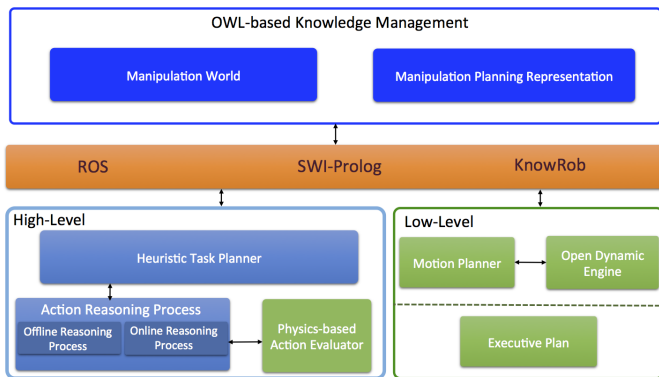 OWL-based Knowledge Management
Manipulation World
Manipulation Planning Representation
ROS
SWI-Prolog
KnowRob
High-Level
Heuristic Task Planner
Action Reasoning Process
Offline Reasoning
Process
Online Reasoning
Process
Physics-based
Action Evaluator
Low-Level
Motion Planner
Open Dynamic
Engine
Executive Plan